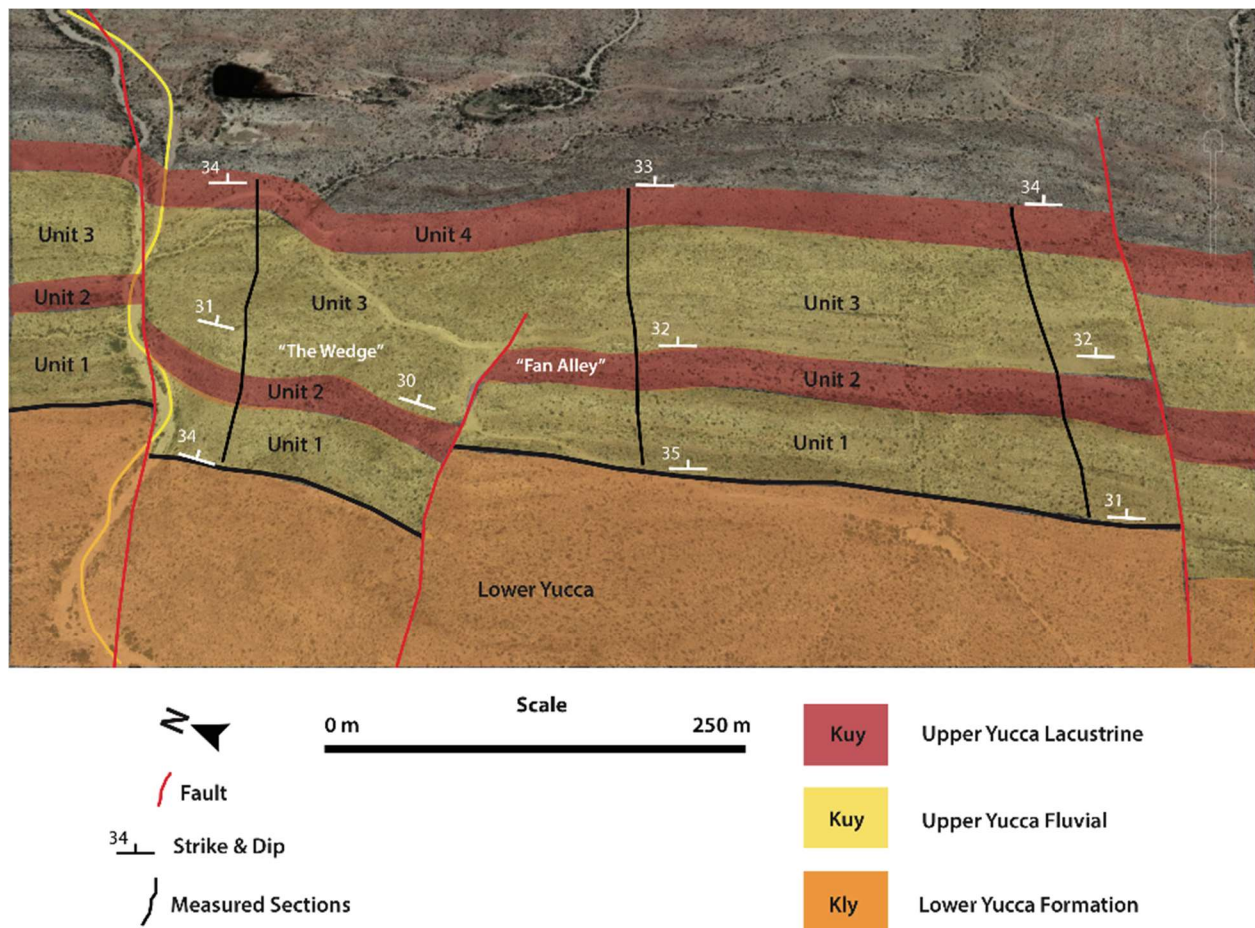 34
33
34
Unit 3
Unit 4
Unit 2
31
Unit 3
32
Unit 3
32
"The Wedge"
"Fan Alley"
Unit 1
Unit 2
30
Unit 2
34
Unit 1
35
Unit 1
31
Lower Yucca
N
Scale
0 m
250 m
Fault
34
Strike & Dip
Measured Sections
Kuy
Upper Yucca Lacustrine
Kuy
Upper Yucca Fluvial
Kly
Lower Yucca Formation